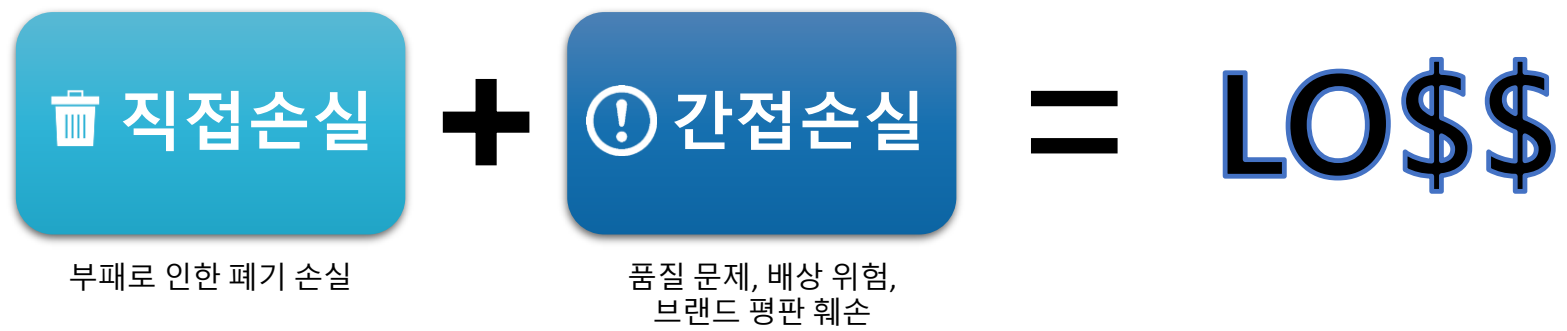 직접손실
+
간접손실
=
LO$$
부패로 인한 폐기 손실
품질 문제, 배상 위험,
브랜드 평판 훼손